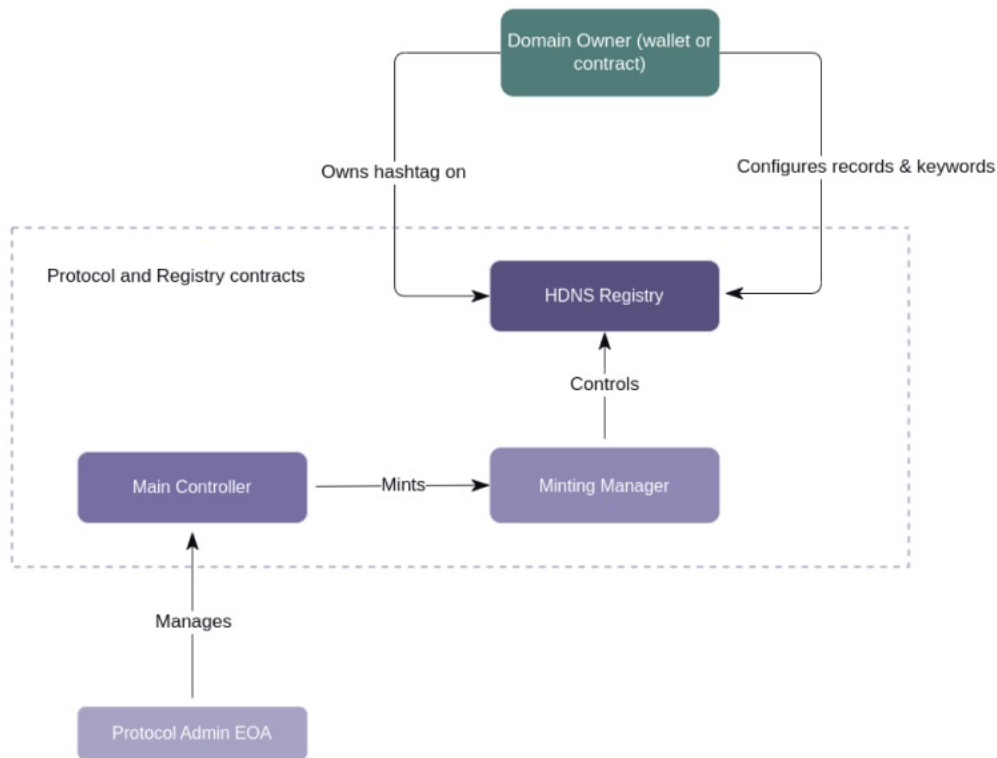 Domain Owner (wallet or
contract)
Owns hashtag on
Configures records & keywords
Protocol and Registry contracts
HDNS Registry
Controls
Main Controller
Mints
Minting Manager
Manages
Protocol Admin EOA